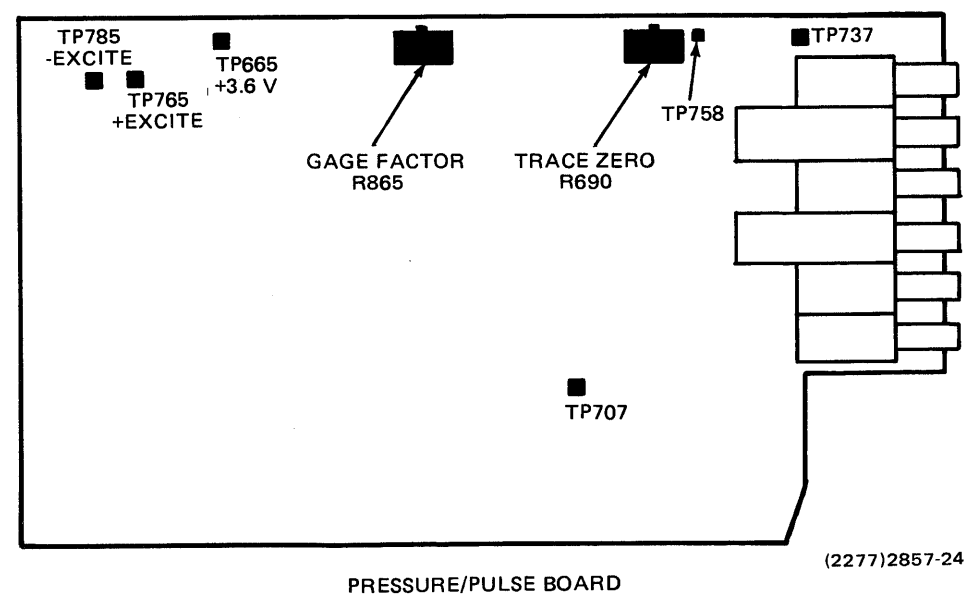 TP785
-EXCITE
TP765
+EXCITE
TP665
+3.6 V
GAGE FACTOR
R865
TRACE ZERO
R690
TP758
TP737
TP707
(2277)2857-24
PRESSURE/PULSE BOARD